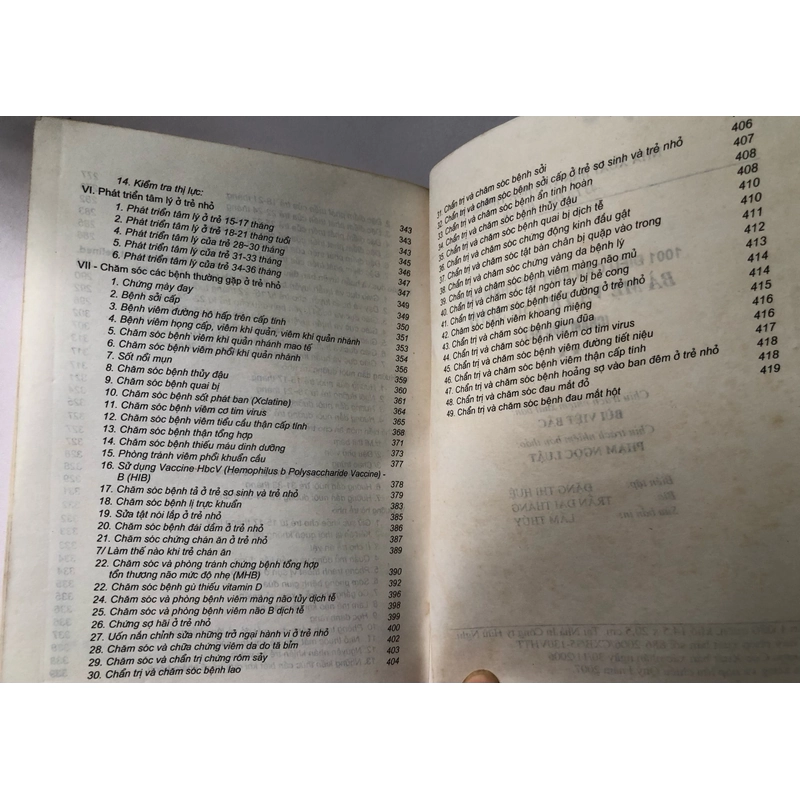 14. Kiểm tra thị lực:
VI. Phát triển tâm lý ở trẻ nhỏ
1. Phát triển tâm lý ở trẻ 15-17 tháng 343
2. Phát triển tâm lý ở trẻ 18-21 tháng tuổi 343
4. Phát triển tâm lý của trẻ 28-30 tháng 343
5. Phát triển tâm lý của trẻ 31-33 tháng 345
6. Phát triển tâm lý của trẻ 34-36 tháng 346
VII - Chăm sóc các bệnh thường gặp ở trẻ nhỏ 347
1. Chứng mày đay
2. Bệnh sởi cấp 349
3. Bệnh viêm đường hô hấp trên cấp tính 349
4. Bệnh viêm họng cấp, viêm khí quản, viêm khí quản nhánh 350
5. Chăm sóc bệnh viêm khí quản nhánh mao tế 351
6. Chăm sóc bệnh viêm phổi khí quản nhánh 354
7. Sốt nổi mụn 356
8. Chăm sóc bệnh thủy đậu 359
9. Chăm sóc bệnh quai bị 360
10. Chăm sóc bệnh sốt phát ban (Xclatine) 361
11. Chăm sóc bệnh viêm cơ tim virus 364
12. Chăm sóc bệnh viêm tiểu cầu thận cấp tính 365
13. Chăm sóc bệnh thận tổng hợp 368
14. Chăm sóc bệnh thiếu máu dinh dưỡng 371
15. Phòng tránh viêm phổi khuẩn cầu 373
16. Sử dụng Vaccine HbcV (Hemophilus b Polysaccharide Vaccine) - 377
B (HIB)
17. Chăm sóc bệnh tả ở trẻ sơ sinh và trẻ nhỏ 378
18. Chăm sóc bệnh lị trực khuẩn 379
19. Sửa tật nói lắp ở trẻ nhỏ 383
20. Chăm sóc bệnh đái dầm ở trẻ nhỏ 385
21. Chăm sóc chứng chán ăn ở trẻ nhỏ 386
7/ Làm thế nào khi trẻ chán ăn 387
22. Chăm sóc và phòng tránh chứng bệnh tổng hợp 389
tổn thương não mức độ nhẹ (MHB) 390
22. Chăm sóc bệnh gù thiếu vitamin D 392
24. Chăm sóc và phòng bệnh viêm màng não tủy dịch tễ 396
25. Chăm sóc và phòng bệnh viêm não B dịch tễ 398
26. Chứng sợ hãi ở trẻ nhỏ 399
27. Uốn nắn chỉnh sửa những trở ngại hành vi ở trẻ nhỏ 400
28. Chăm sóc và chữa chứng viêm da do tã bỉm 402
29. Chăm sóc và chẩn trị chứng rôm sảy 403
30. Chẩn trị và chăm sóc bệnh lao 404
31. Chẩn trị và chăm sóc bệnh sởi 406
30. Chẩn trị và chăm sóc bệnh sởi cấp ở trẻ sơ sinh và trẻ nhỏ 407
32. Chẩn trị và chăm sóc bệnh ẩn tinh hoàn 408
33. Chẩn trị và chăm sóc bệnh thủy đậu 408
34. Chẩn trị và chăm sóc bệnh quai bị dịch tễ 410
35. Chẩn trị và chăm sóc chứng động kinh đầu gật 410
36. Chẩn trị và chăm sóc tật bàn chân bị quặp vào trong 411
37. Chẩn trị và chăm sóc chứng vàng da bệnh lý 412
38. Chẩn trị và chăm sóc bệnh viêm màng não mủ 413
39. Chẩn trị và chăm sóc tật ngón tay bị bẻ cong 414
40. Chẩn trị và chăm sóc bệnh tiểu đường ở trẻ nhỏ 414
41. Chăm sóc bệnh viêm khoang miệng 415
42. Chẩn trị và chăm sóc bệnh giun đũa 416
43. Chẩn trị và chăm sóc bệnh viêm cơ tim virus 416
44. Chẩn trị và chăm sóc bệnh viêm đường tiết niệu 417
45. Chẩn trị và chăm sóc bệnh viêm thận cấp tính 418
46. Chẩn trị và chăm sóc bệnh hoảng sợ vào ban đêm ở trẻ nhỏ 418
47. Chẩn trị và chăm sóc đau mắt đỏ 419
48. Chẩn trị và chăm sóc bệnh đau mắt hột
49.